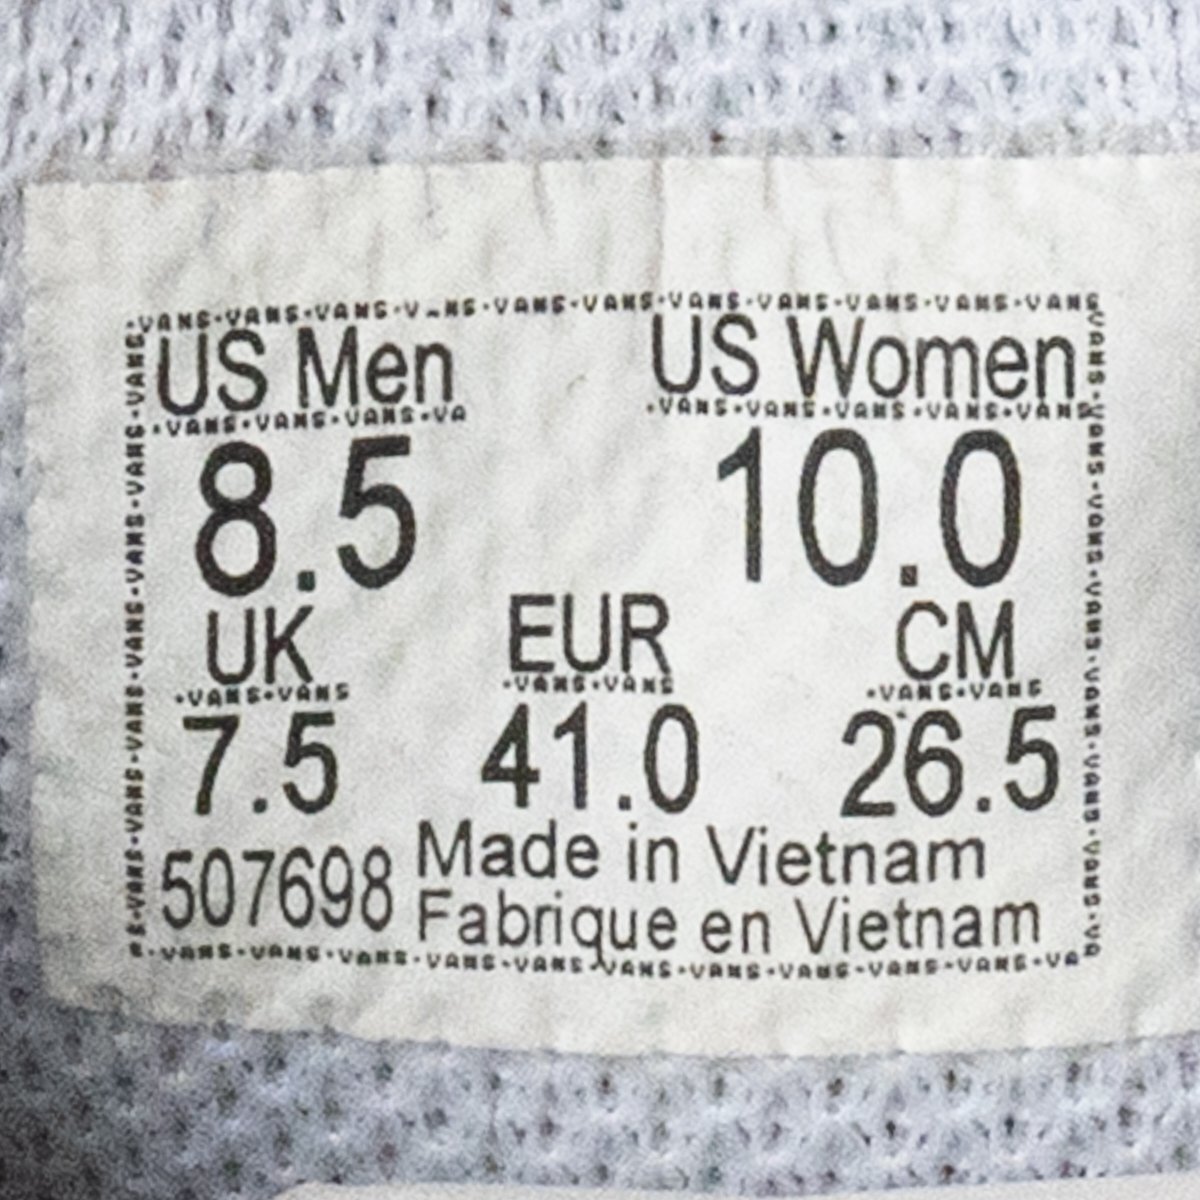 US Men US Women
8.5 10.0
UK EUR CM
7.5 41.0 26.5
507698 Made in Vietnam
Fabrique en Vietnam